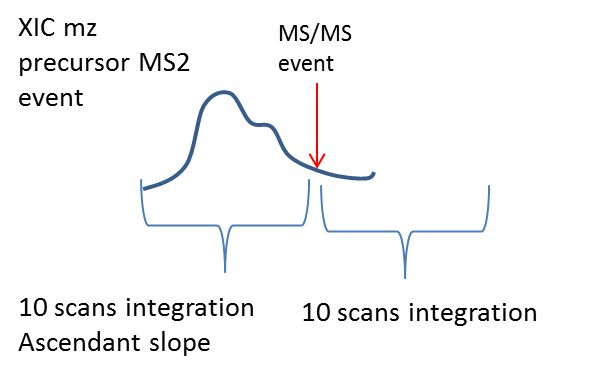 XIC mz
precursor MS2
event
MS/MS
event
10 scans integration
Ascendant slope
10 scans integration